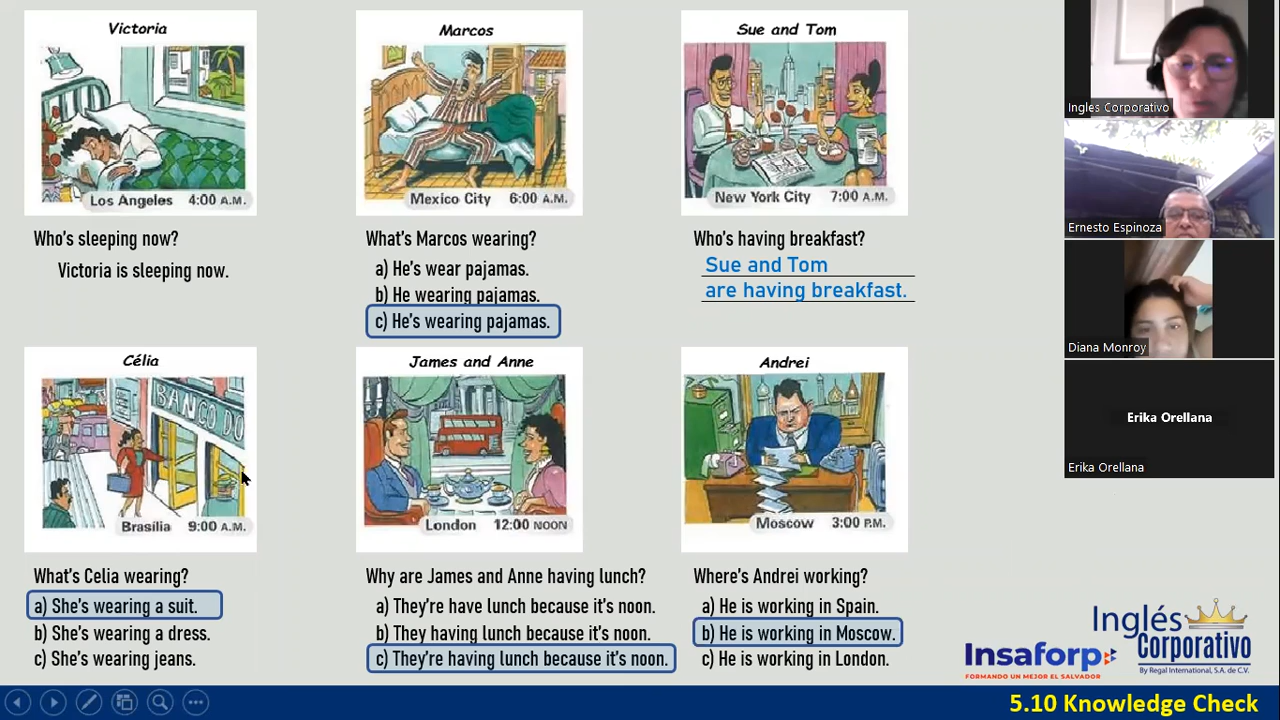 Victoria
Los Angeles 4:00 A.M.
Who's sleeping now?
Victoria is sleeping now.
Marcos
Mexico City 6:00 A.M.
What's Marcos wearing?
a) He's wear pajamas.
b) He wearing pajamas.
c) He's wearing pajamas.
Sue and Tom
New York City 7:00 A.M.
Who's having breakfast?
Sue and Tom
are having breakfast.
Célia
BANCO DO
Brasília 9:00 A.M.
What's Celia wearing?
a) She's wearing a suit.
b) She's wearing a dress.
c) She's wearing jeans.
James and Anne
London 12:00 NOON
Why are James and Anne having lunch?
a) They're have lunch because it's noon.
b) They having lunch because it's noon.
c) They're having lunch because it's noon.
Andrei
Moscow 3:00 P.M.
Where's Andrei working?
a) He is working in Spain.
b) He is working in Moscow.
c) He is working in London.
Ingles Corporativo
Ernesto Espinoza
Diana Monroy
Erika Orellana
Erika Orellana
Insaforp
FORMANDO UN MEJOR EL SALVADOR
Inglés
Corporativo
By Regal International, S.A. de C.V.
5.10 Knowledge Check